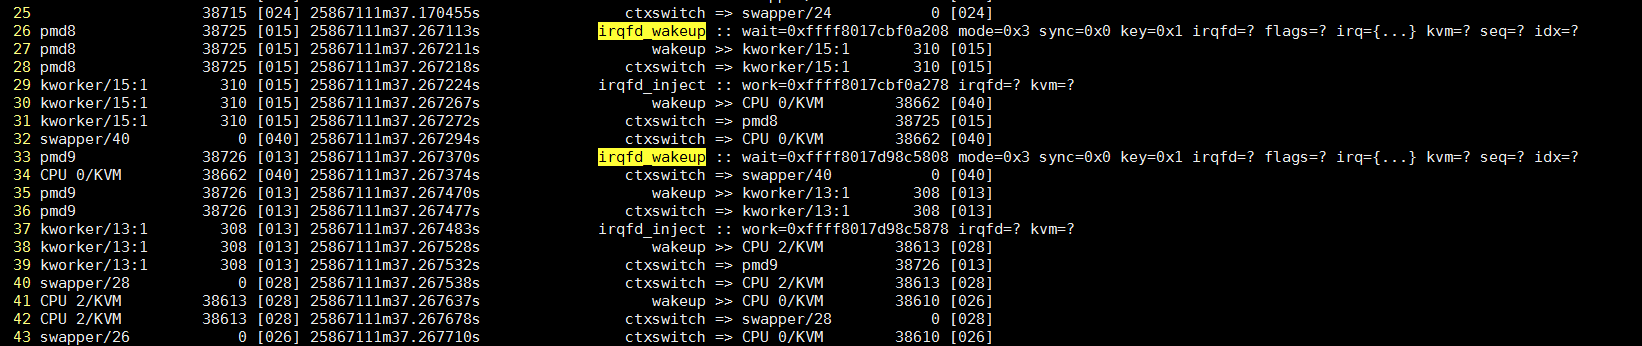 25 38715 [024] 25867111m37.170455s ctxswitch => swapper/24 0 [024]
26 pmd8 38725 [015] 25867111m37.267113s irqfd_wakeup :: wait=0xffff8017cbf0a208 mode=0x3 sync=0x0 key=0x1 irqfd=? flags=? irq={...} kvm=? seq=? idx=?
27 pmd8 38725 [015] 25867111m37.267211s wakeup >> kworker/15:1 310 [015]
28 pmd8 38725 [015] 25867111m37.267218s ctxswitch => kworker/15:1 310 [015]
29 kworker/15:1 310 [015] 25867111m37.267224s irqfd_inject :: work=0xffff8017cbf0a278 irqfd=? kvm=?
30 kworker/15:1 310 [015] 25867111m37.267267s wakeup >> CPU 0/KVM 38662 [040]
31 kworker/15:1 310 [015] 25867111m37.267272s ctxswitch => pmd8 38725 [015]
32 swapper/40 0 [040] 25867111m37.267294s ctxswitch => CPU 0/KVM 38662 [040]
33 pmd9 38726 [013] 25867111m37.267370s irqfd_wakeup :: wait=0xffff8017d98c5808 mode=0x3 sync=0x0 key=0x1 irqfd=? flags=? irq={...} kvm=? seq=? idx=?
34 CPU 0/KVM 38662 [040] 25867111m37.267374s ctxswitch => swapper/40 0 [040]
35 pmd9 38726 [013] 25867111m37.267470s wakeup >> kworker/13:1 308 [013]
36 pmd9 38726 [013] 25867111m37.267477s ctxswitch => kworker/13:1 308 [013]
37 kworker/13:1 308 [013] 25867111m37.267483s irqfd_inject :: work=0xffff8017d98c5878 irqfd=? kvm=?
38 kworker/13:1 308 [013] 25867111m37.267528s wakeup >> CPU 2/KVM 38613 [028]
39 kworker/13:1 308 [013] 25867111m37.267532s ctxswitch => pmd9 38726 [013]
40 swapper/28 0 [028] 25867111m37.267538s ctxswitch => CPU 2/KVM 38613 [028]
41 CPU 2/KVM 38613 [028] 25867111m37.267637s wakeup >> CPU 0/KVM 38610 [026]
42 CPU 2/KVM 38613 [028] 25867111m37.267678s ctxswitch => swapper/28 0 [028]
43 swapper/26 0 [026] 25867111m37.267710s ctxswitch => CPU 0/KVM 38610 [026]